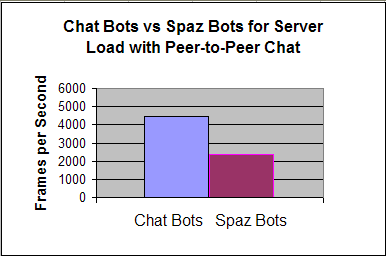 Chat Bots vs Spaz Bots for Server
Load with Peer-to-Peer Chat
Frames per Second
6000
5000
4000
3000
2000
1000
0
Chat Bots Spaz Bots